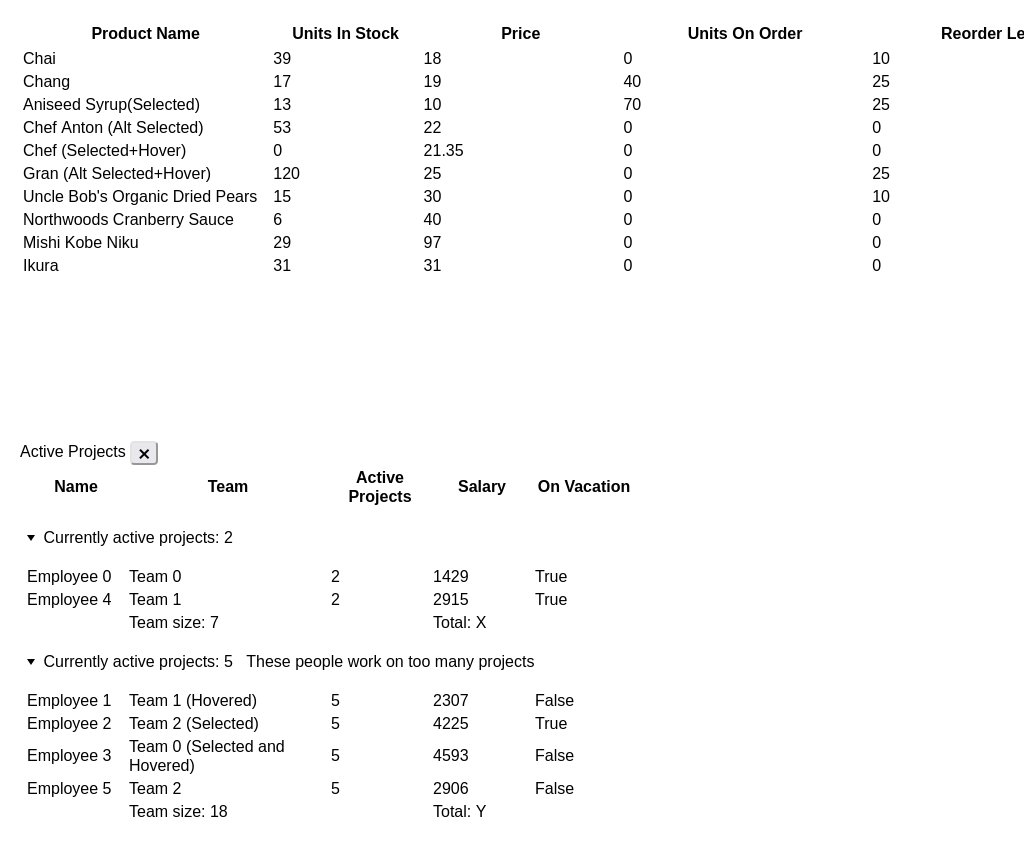 Product Name Units In Stock Price Units On Order Reorder Le
Chai 39 18 0 10
Chang 17 19 40 25
Aniseed Syrup(Selected) 13 10 70 25
Chef Anton (Alt Selected) 53 22 0 0
Chef (Selected+Hover) 0 21.35 0 0
Gran (Alt Selected+Hover) 120 25 0 25
Uncle Bob's Organic Dried Pears 15 30 0 10
Northwoods Cranberry Sauce 6 40 0 0
Mishi Kobe Niku 29 97 0 0
Ikura 31 31 0 0
Active Projects ✕
Name Team Active Projects Salary On Vacation
Currently active projects: 2
Employee 0 Team 0 2 1429 True
Employee 4 Team 1 2 2915 True
Team size: 7 Total: X
Currently active projects: 5 These people work on too many projects
Employee 1 Team 1 (Hovered) 5 2307 False
Employee 2 Team 2 (Selected) 5 4225 True
Employee 3 Team 0 (Selected and Hovered) 5 4593 False
Employee 5 Team 2 5 2906 False
Team size: 18 Total: Y